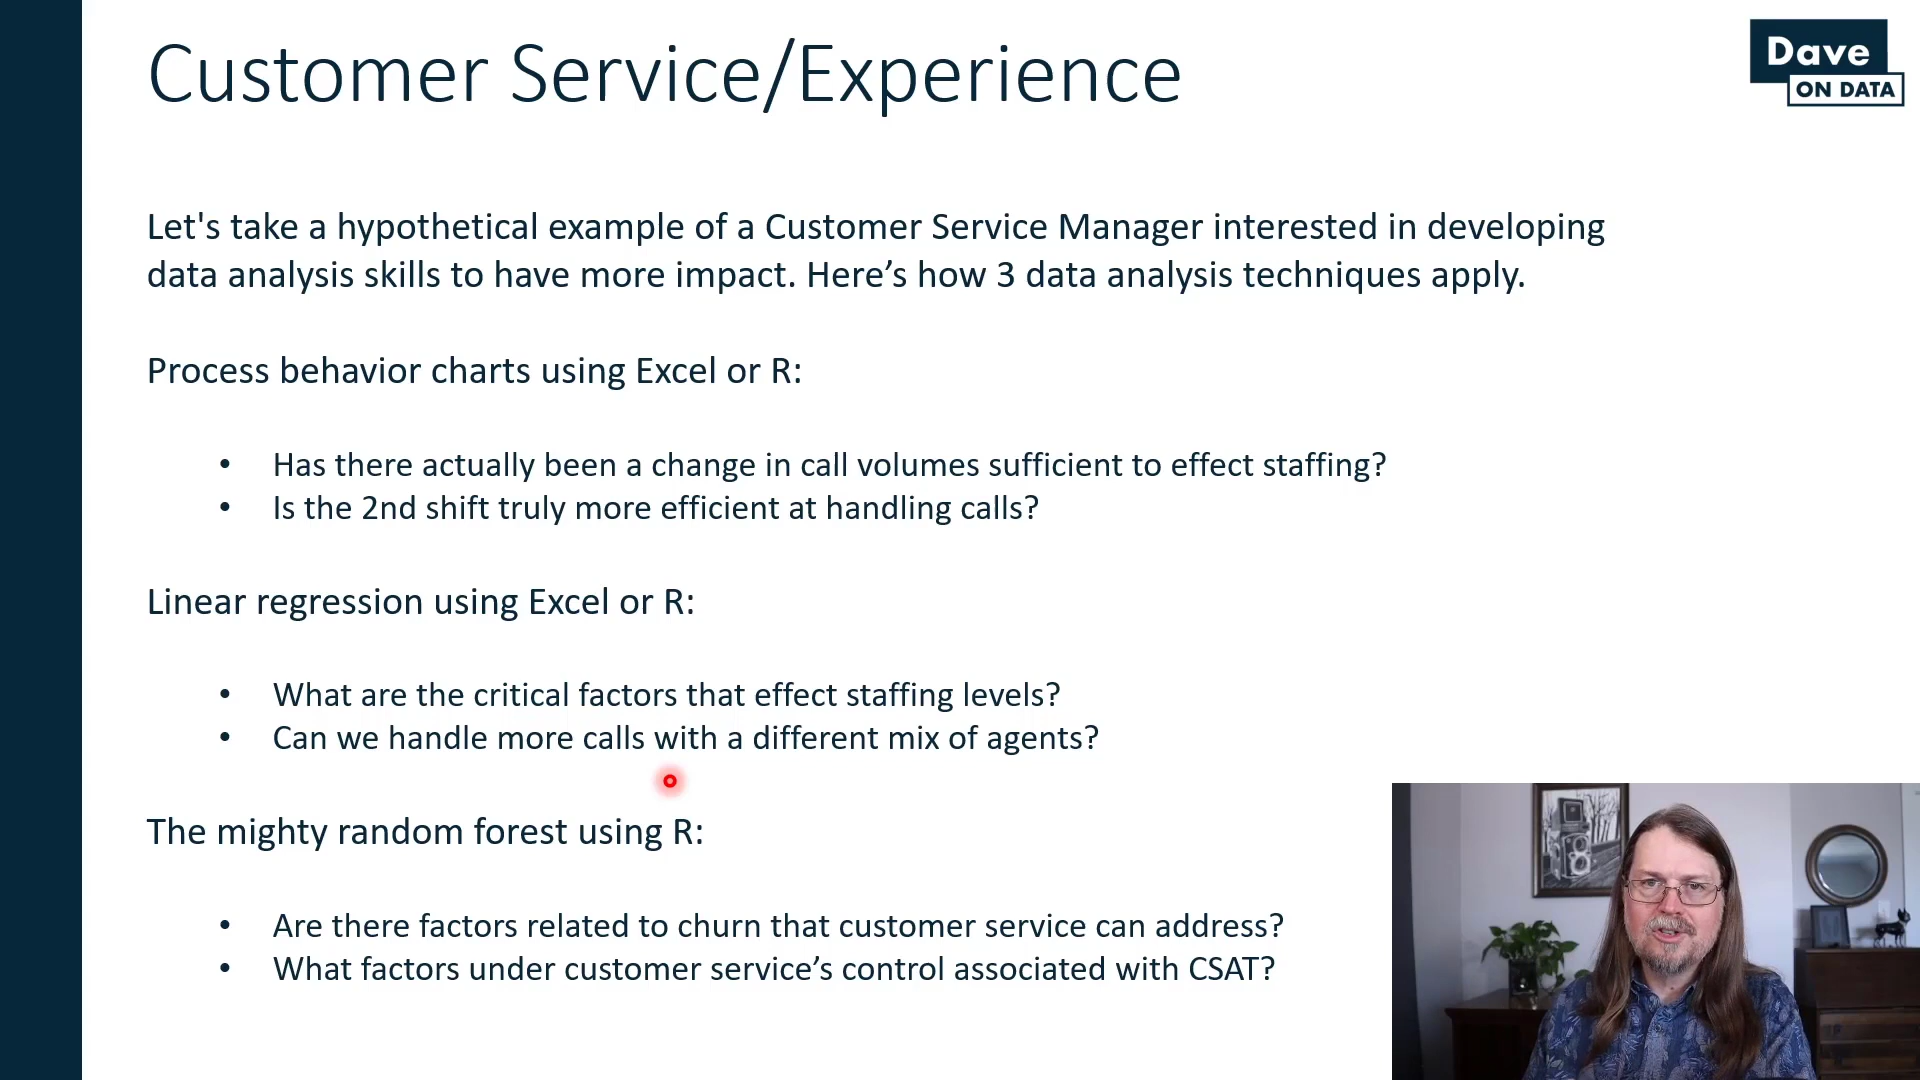 Customer Service/Experience
Dave
ON DATA
Let's take a hypothetical example of a Customer Service Manager interested in developing
data analysis skills to have more impact. Here’s how 3 data analysis techniques apply.
Process behavior charts using Excel or R:
• Has there actually been a change in call volumes sufficient to effect staffing?
• Is the 2nd shift truly more efficient at handling calls?
Linear regression using Excel or R:
• What are the critical factors that effect staffing levels?
• Can we handle more calls with a different mix of agents?
The mighty random forest using R:
• Are there factors related to churn that customer service can address?
• What factors under customer service’s control associated with CSAT?